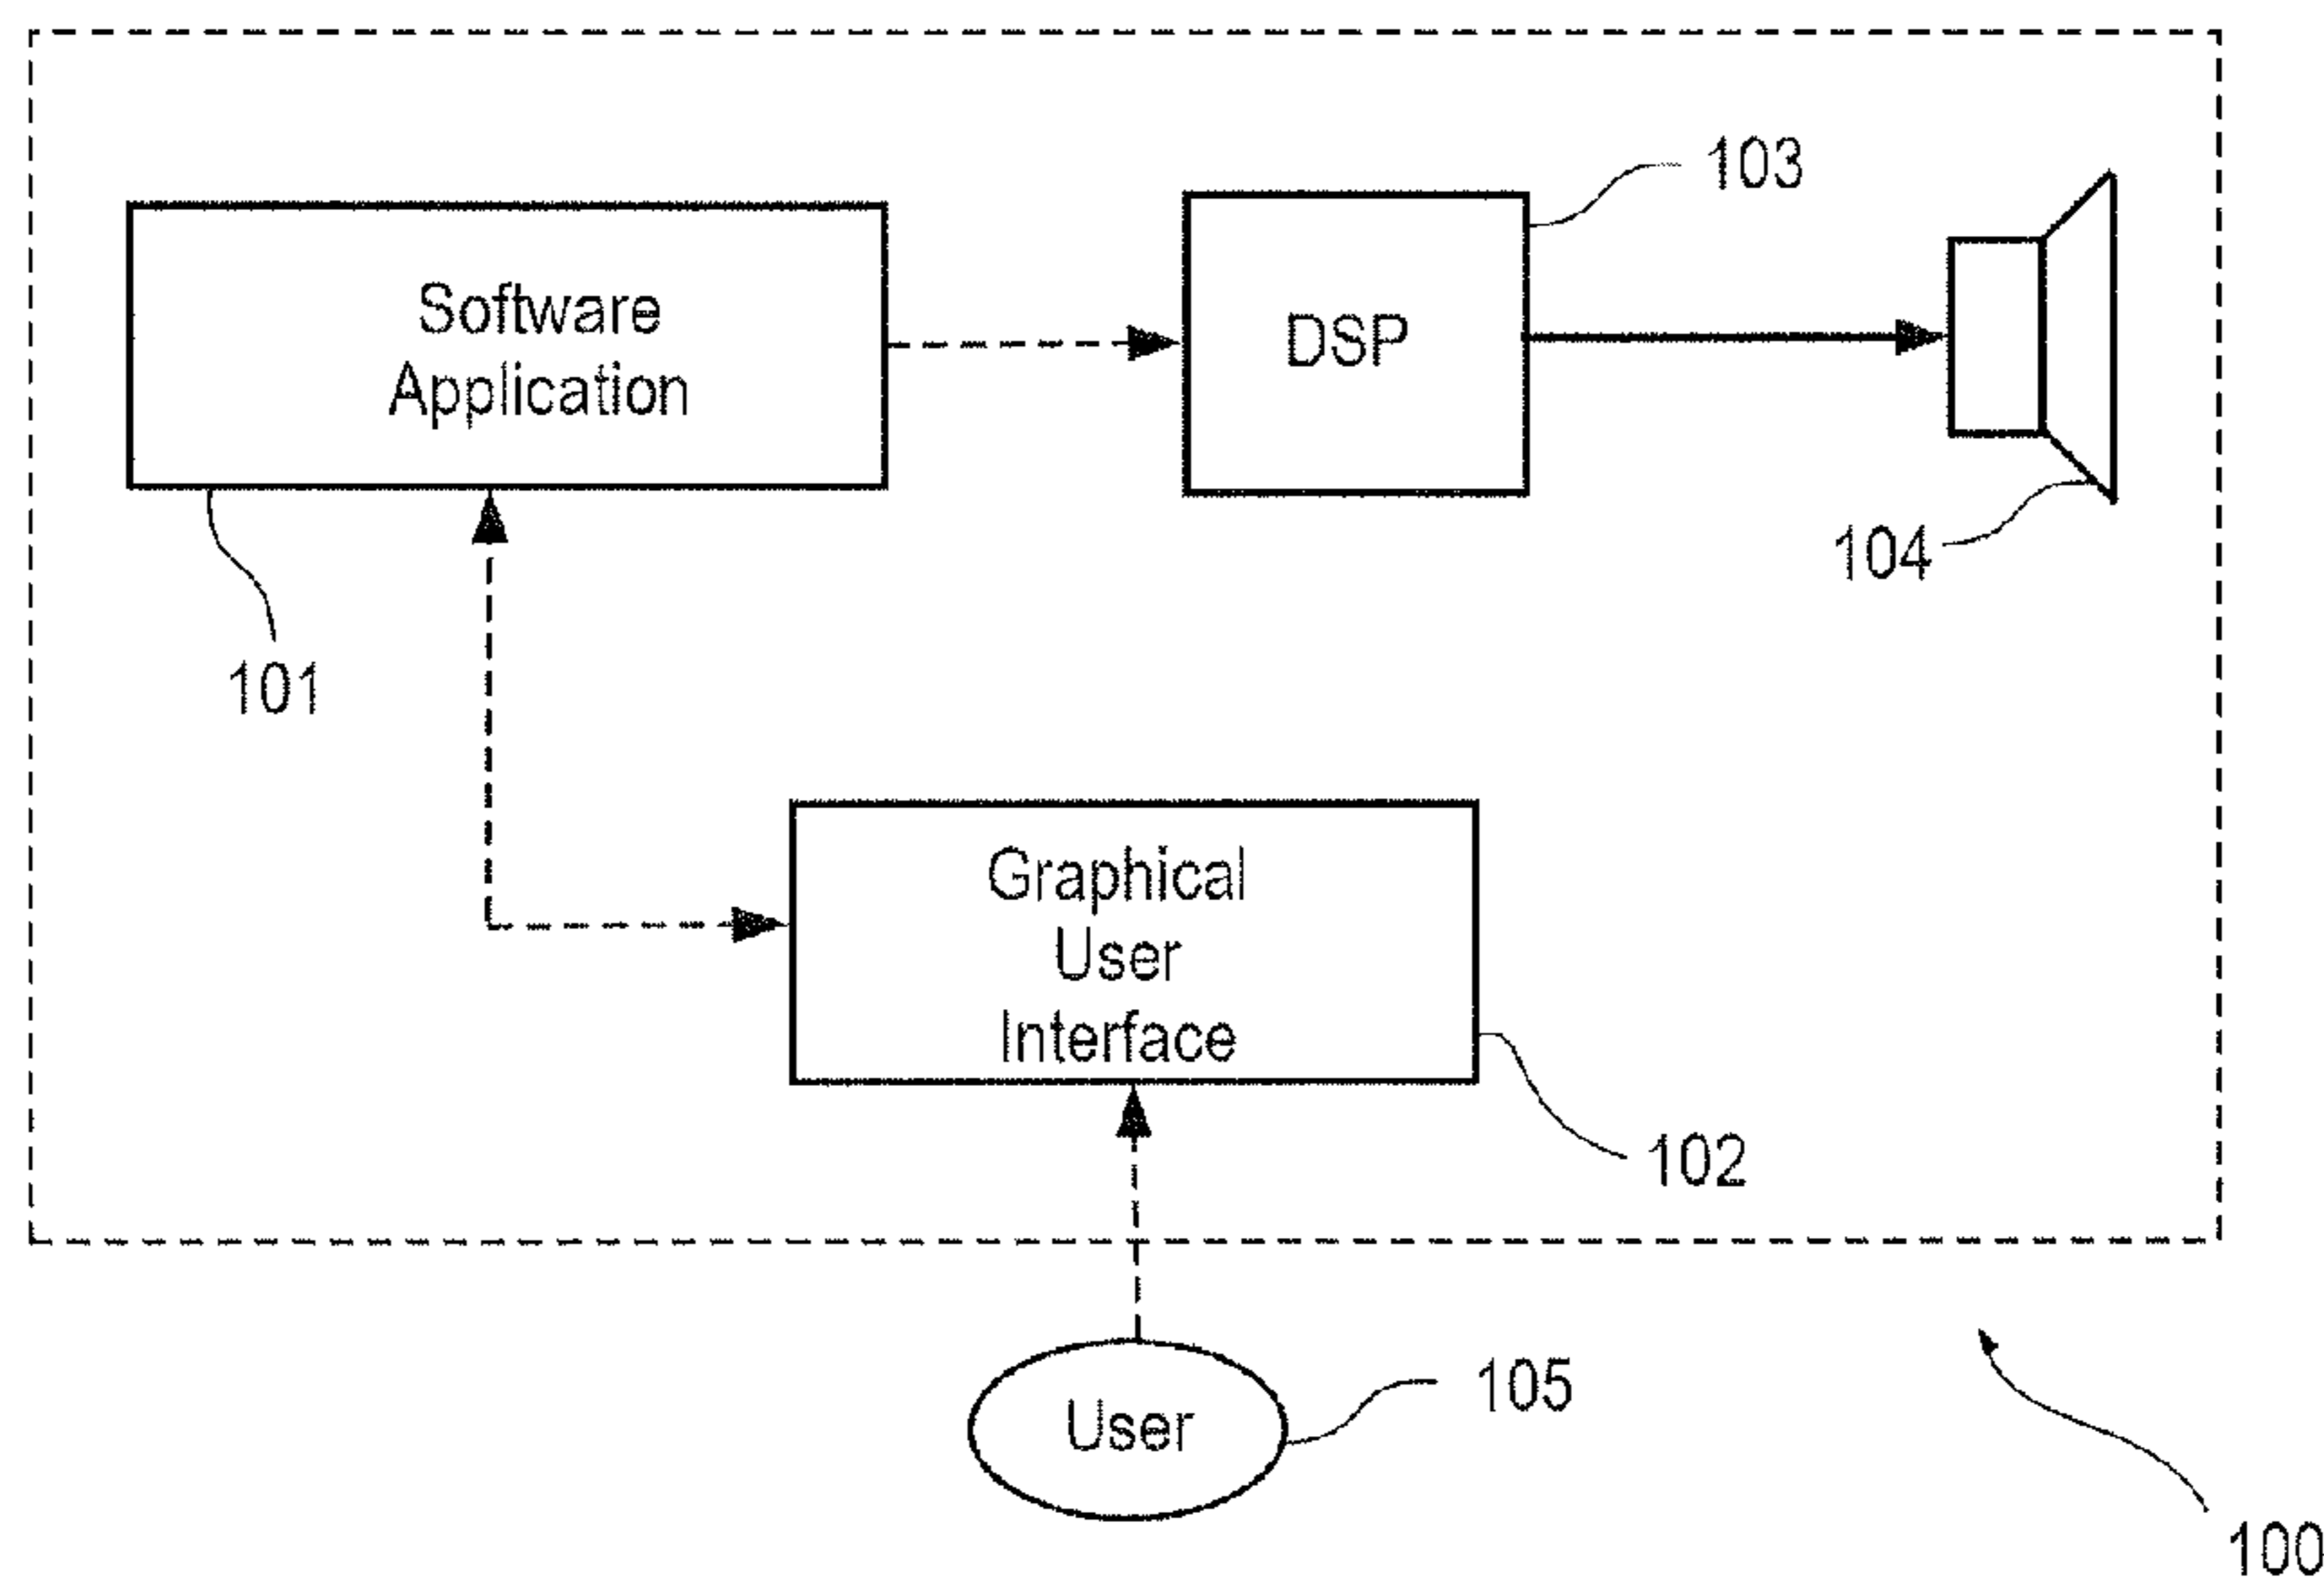 103
Software
Application
DSP
104
101
Graphical
User
Interface
102
User
105
100